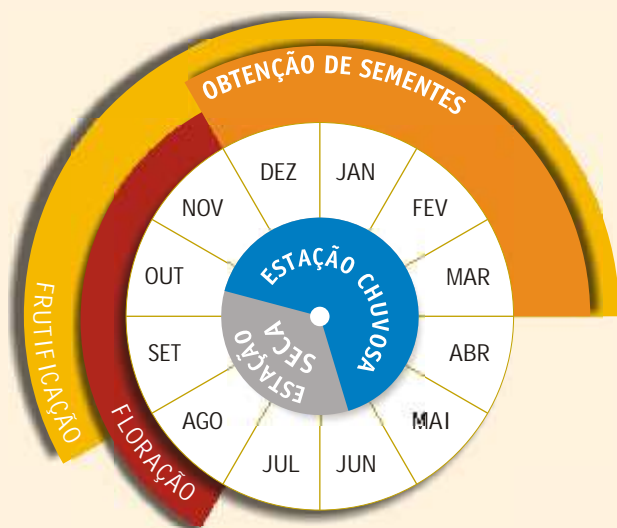 OBTENÇÃO DE SEMENTES
FRUTIFICAÇÃO
FLORAÇÃO
DEZ
JAN
NOV
FEV
OUT
MAR
SET
ABR
AGO
MAI
JUL
JUN
ESTAÇÃO CHUVOSA
ESTAÇÃO
SECA